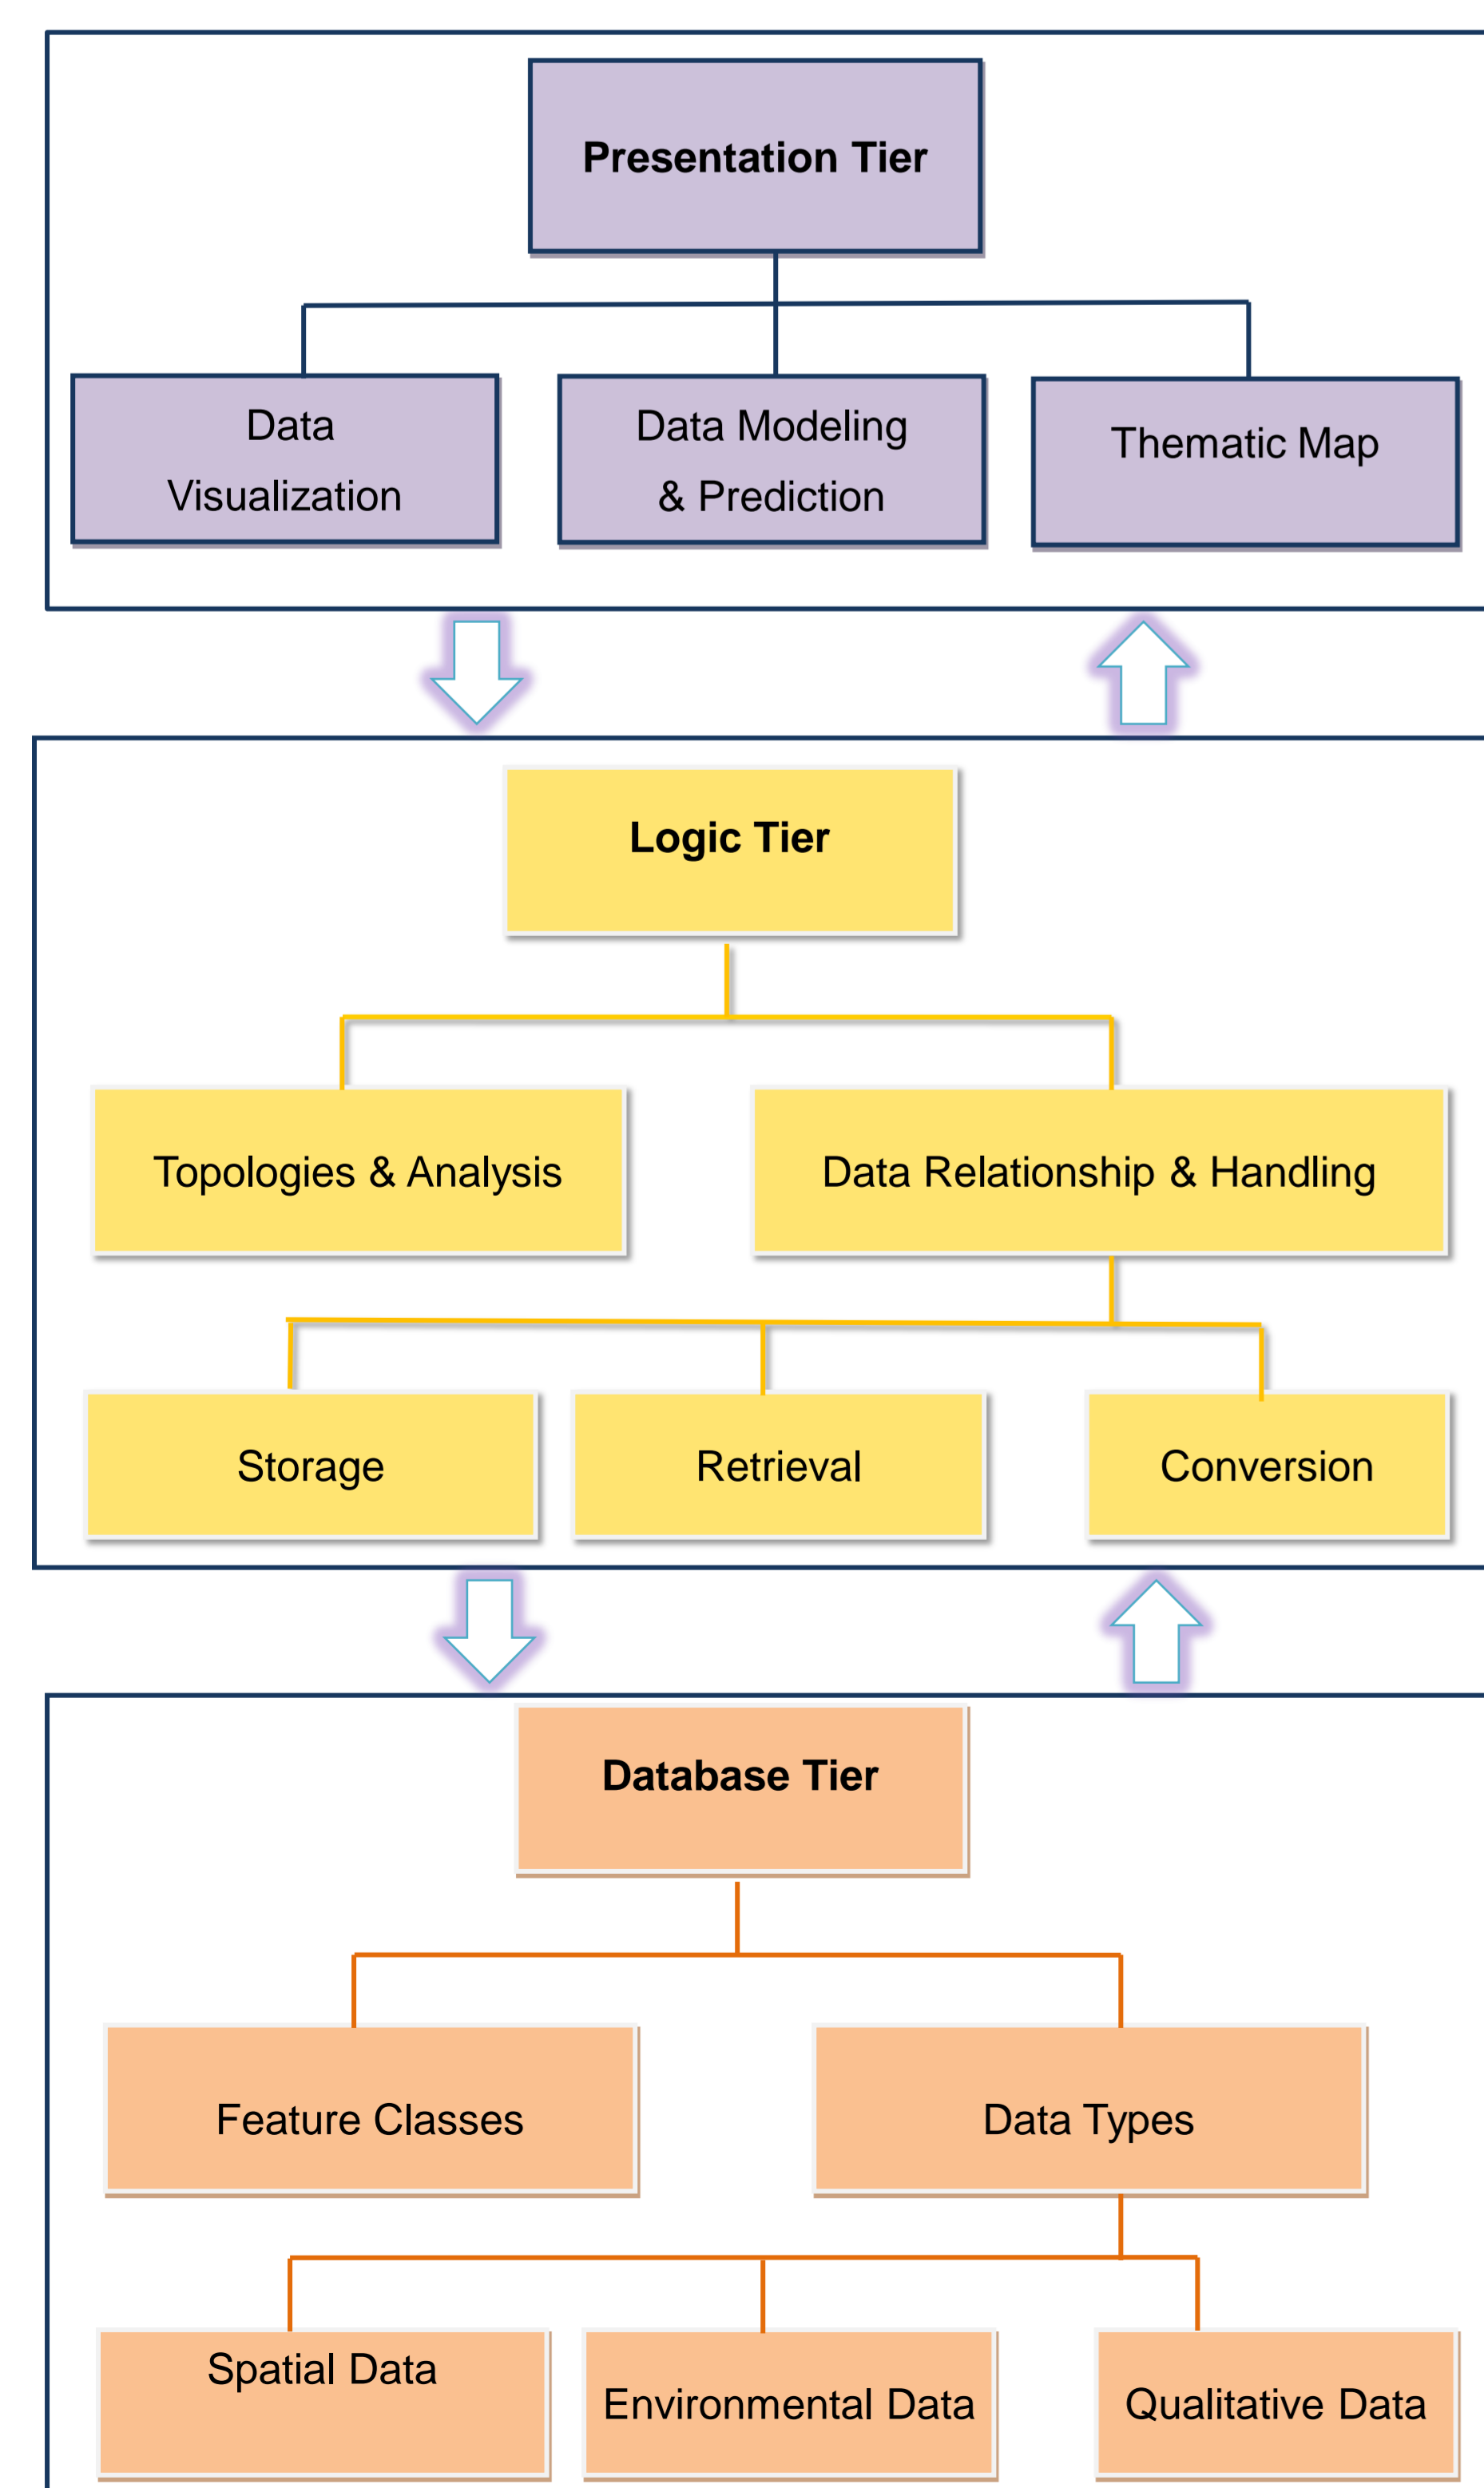 Presentation Tier
Data
Visualization
Data Modeling
& Prediction
Thematic Map
Logic Tier
Topologies & Analysis
Data Relationship & Handling
Storage
Retrieval
Conversion
Database Tier
Feature Classes
Data Types
Spatial Data
Environmental Data
Qualitative Data